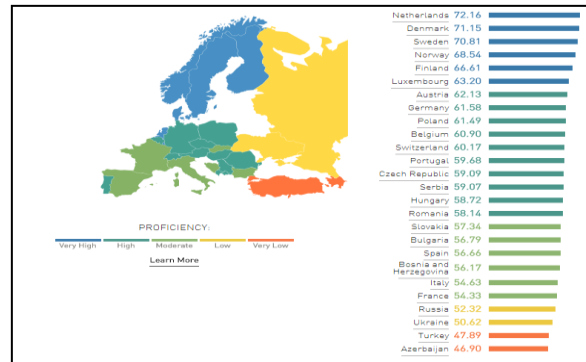 Netherlands 72.16
Denmark 71.15
Sweden 70.81
Norway 68.54
Finland 66.61
Luxembourg 63.20
Austria 62.13
Germany 61.58
Poland 61.49
Belgium 60.90
Switzerland 60.17
Portugal 59.68
Czech Republic 59.09
Serbia 59.07
Hungary 58.72
Romania 58.14
Slovakia 57.34
Bulgaria 56.79
Spain 56.66
Bosnia and
Herzegovina 56.17
Italy 54.63
France 54.33
Russia 52.32
Ukraine 50.62
Turkey 47.89
Azerbaijan 46.90
PROFICIENCY:
Very High High Moderate Low Very Low
Learn More